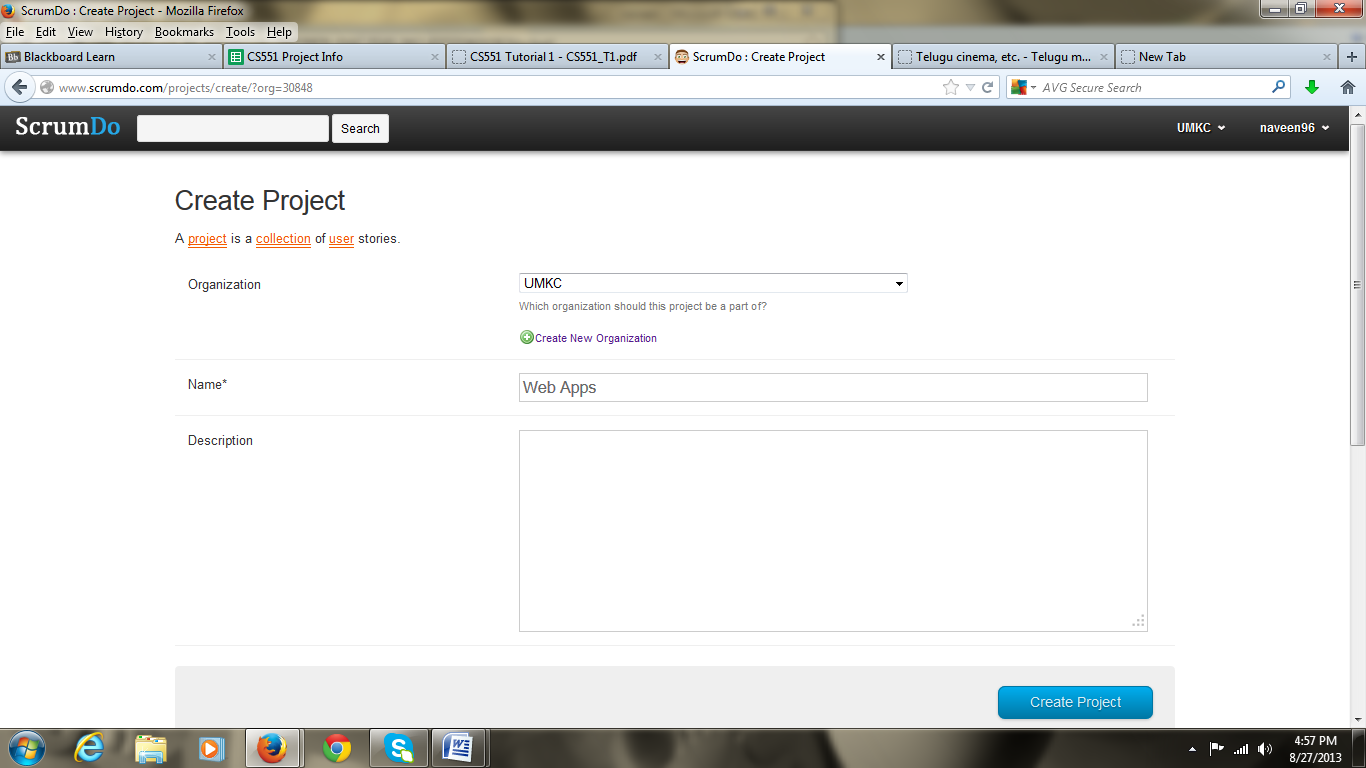 ScrumDo : Create Project - Mozilla Firefox
File Edit View History Bookmarks Tools Help
Bb Blackboard Learn × CS551 Project Info × CS551 Tutorial 1 - CS551_T1.pdf × ScrumDo : Create Project × Telugu cinema, etc. - Telugu m... × New Tab × +
www.scrumdo.com/projects/create/?org=30848 AVG Secure Search
ScrumDo Search UMKC naveen96
Create Project
A project is a collection of user stories.
Organization UMKC
Which organization should this project be a part of?
Create New Organization
Name* Web Apps
Description
Create Project
4:57 PM
8/27/2013